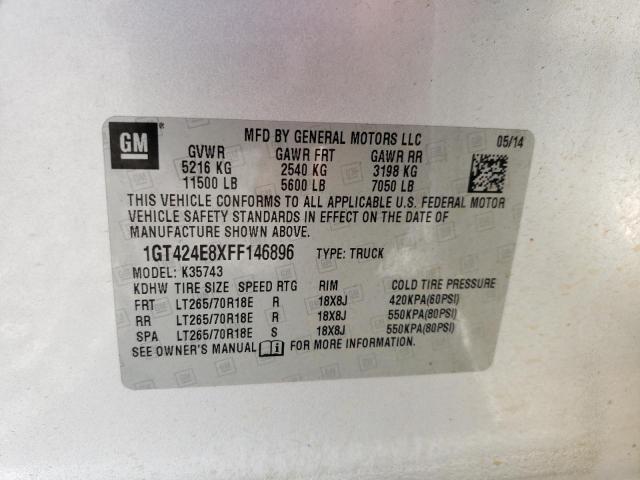 GM
MFD BY GENERAL MOTORS LLC 05/14
GVWR GAWR FRT GAWR RR
5216 KG 2540 KG 3198 KG
11500 LB 5600 LB 7050 LB
THIS VEHICLE CONFORMS TO ALL APPLICABLE U.S. FEDERAL MOTOR
VEHICLE SAFETY STANDARDS IN EFFECT ON THE DATE OF
MANUFACTURE SHOWN ABOVE.
1GT424E8XFF146896 TYPE: TRUCK
MODEL: K35743
KDHW TIRE SIZE SPEED RTG RIM COLD TIRE PRESSURE
FRT LT265/70R18E R 18X8J 420KPA(60PSI)
RR LT265/70R18E R 18X8J 550KPA(80PSI)
SPA LT265/70R18E S 18X8J 550KPA(80PSI)
SEE OWNER'S MANUAL FOR MORE INFORMATION.